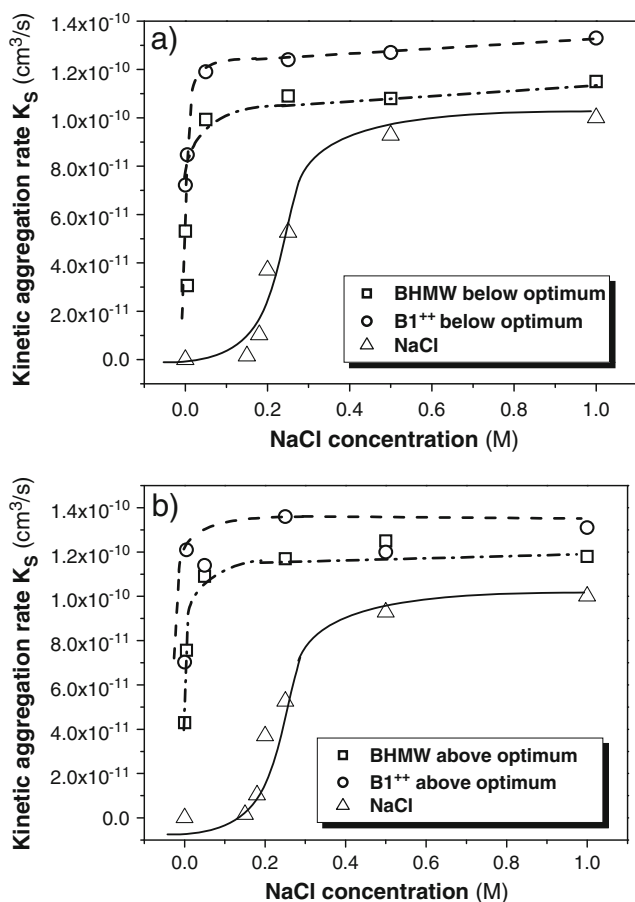 a)
Kinetic aggregation rate K_S (cm³/s)
1.4x10⁻¹⁰
1.2x10⁻¹⁰
1.0x10⁻¹⁰
8.0x10⁻¹¹
6.0x10⁻¹¹
4.0x10⁻¹¹
2.0x10⁻¹¹
0.0
BHMW below optimum
B1⁺⁺ below optimum
NaCl
0.0 0.2 0.4 0.6 0.8 1.0
NaCl concentration (M)
b)
Kinetic aggregation rate K_S (cm³/s)
1.4x10⁻¹⁰
1.2x10⁻¹⁰
1.0x10⁻¹⁰
8.0x10⁻¹¹
6.0x10⁻¹¹
4.0x10⁻¹¹
2.0x10⁻¹¹
0.0
BHMW above optimum
B1⁺⁺ above optimum
NaCl
0.0 0.2 0.4 0.6 0.8 1.0
NaCl concentration (M)